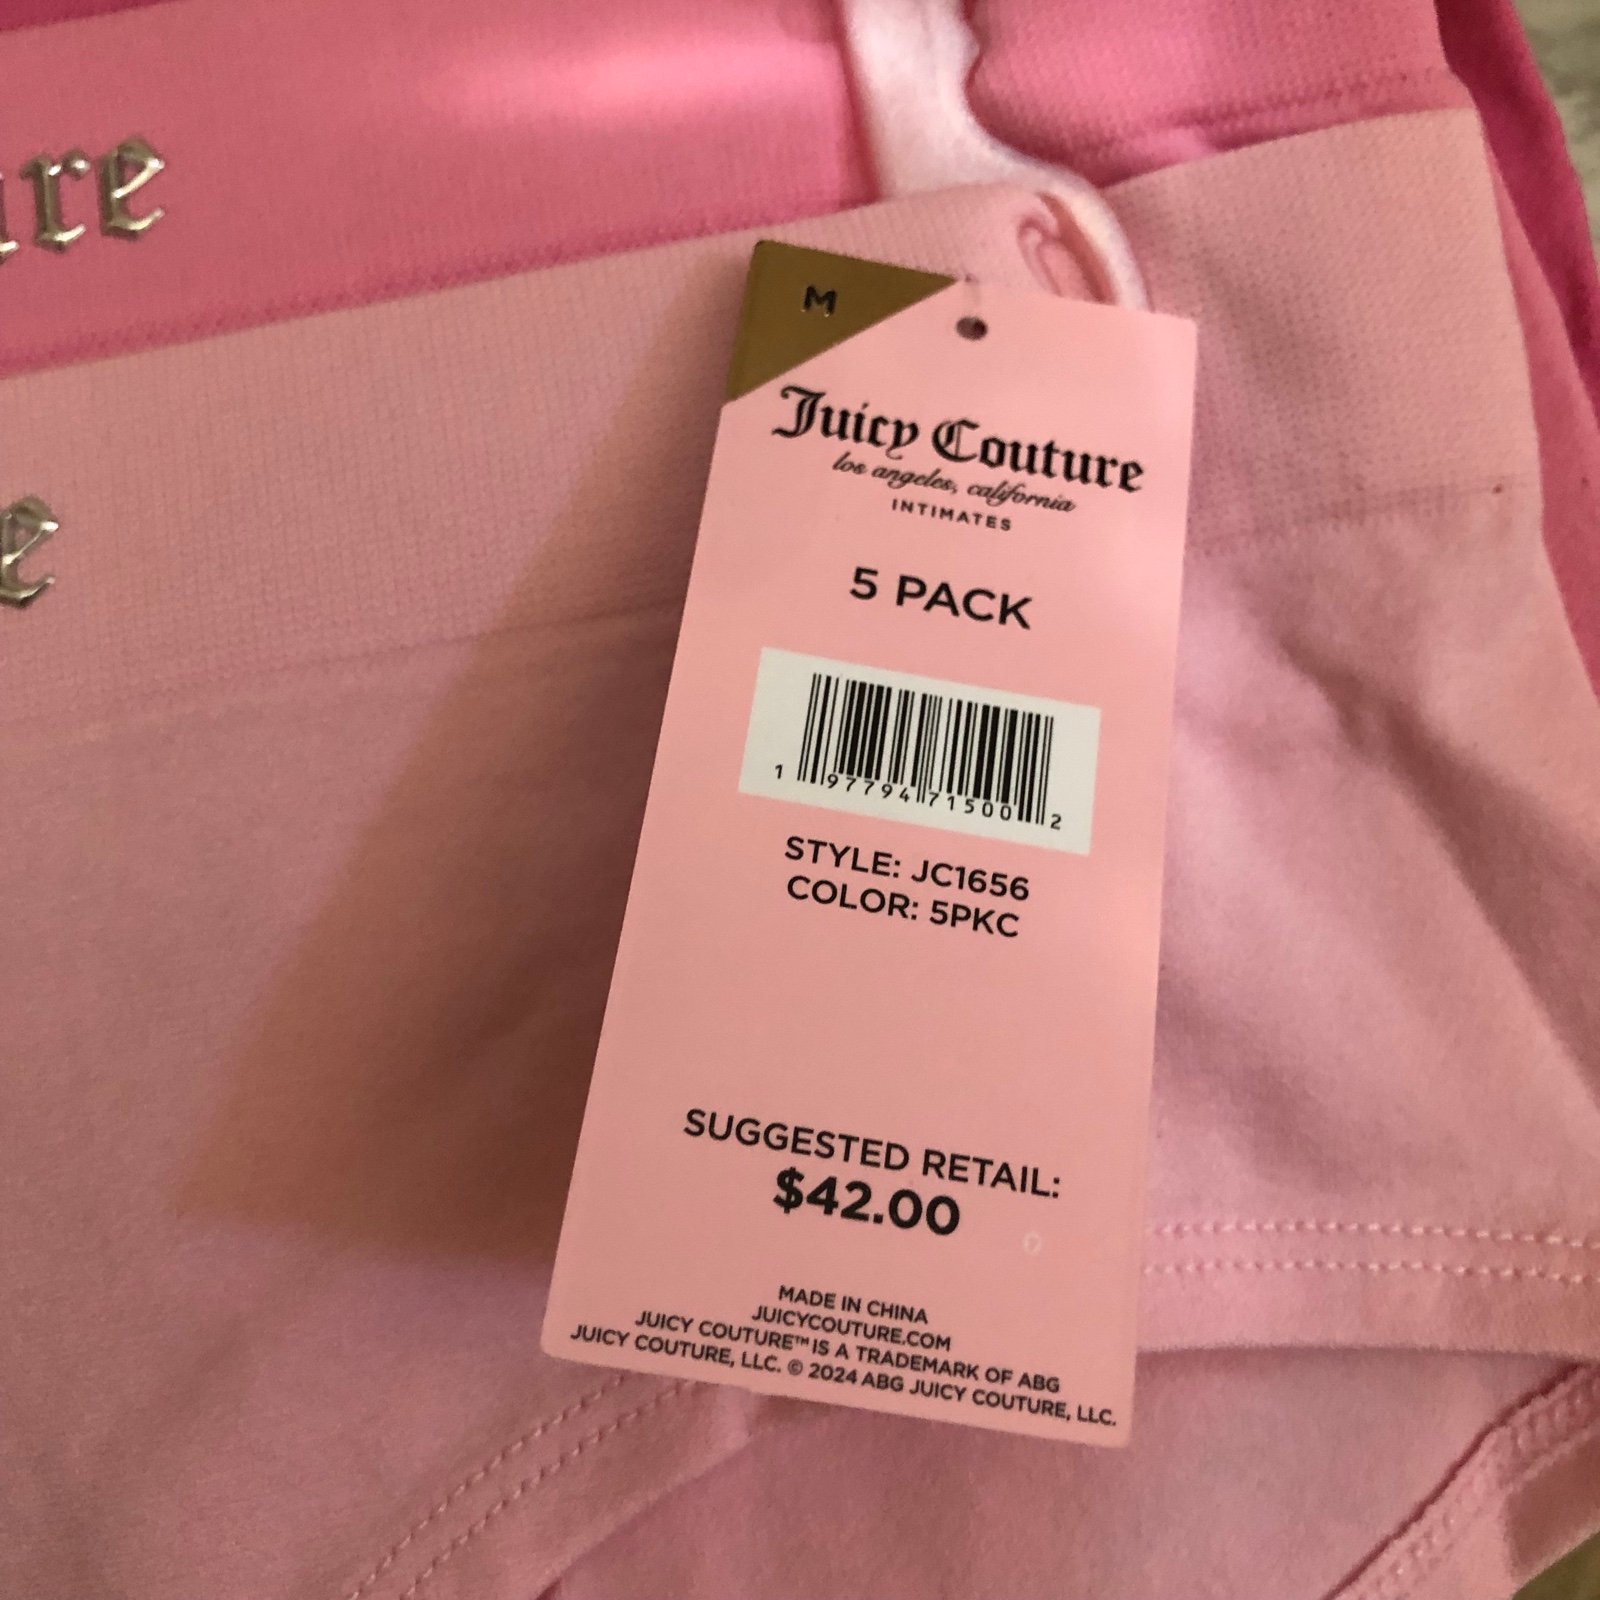 ure
e
M
Juicy Couture
los angeles, california
INTIMATES
5 PACK
1 97794 71500 2
STYLE: JC1656
COLOR: 5PKC
SUGGESTED RETAIL:
$42.00
MADE IN CHINA
JUICYCOUTURE.COM
JUICY COUTURE™ IS A TRADEMARK OF ABG
JUICY COUTURE, LLC. © 2024 ABG JUICY COUTURE, LLC.